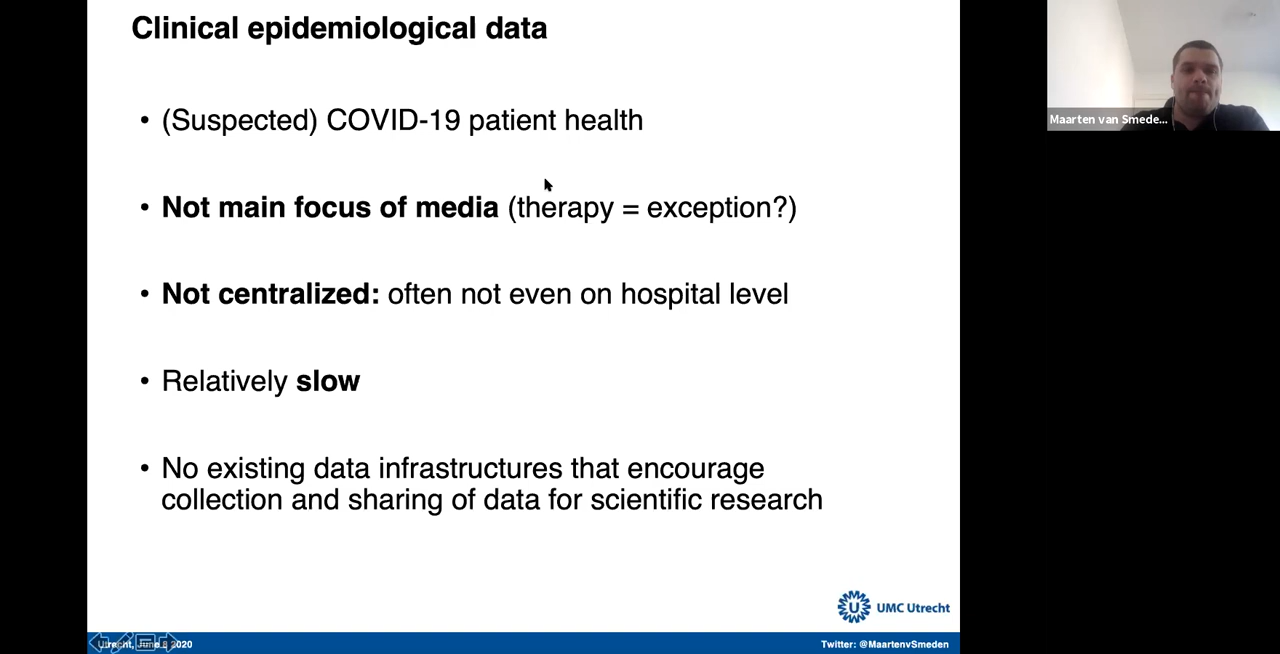 Clinical epidemiological data
• (Suspected) COVID-19 patient health
• Not main focus of media (therapy = exception?)
• Not centralized: often not even on hospital level
• Relatively slow
• No existing data infrastructures that encourage
collection and sharing of data for scientific research
UMC Utrecht
Utrecht, June 2020
Twitter: @MaartenvSmeden
Maarten van Smede...